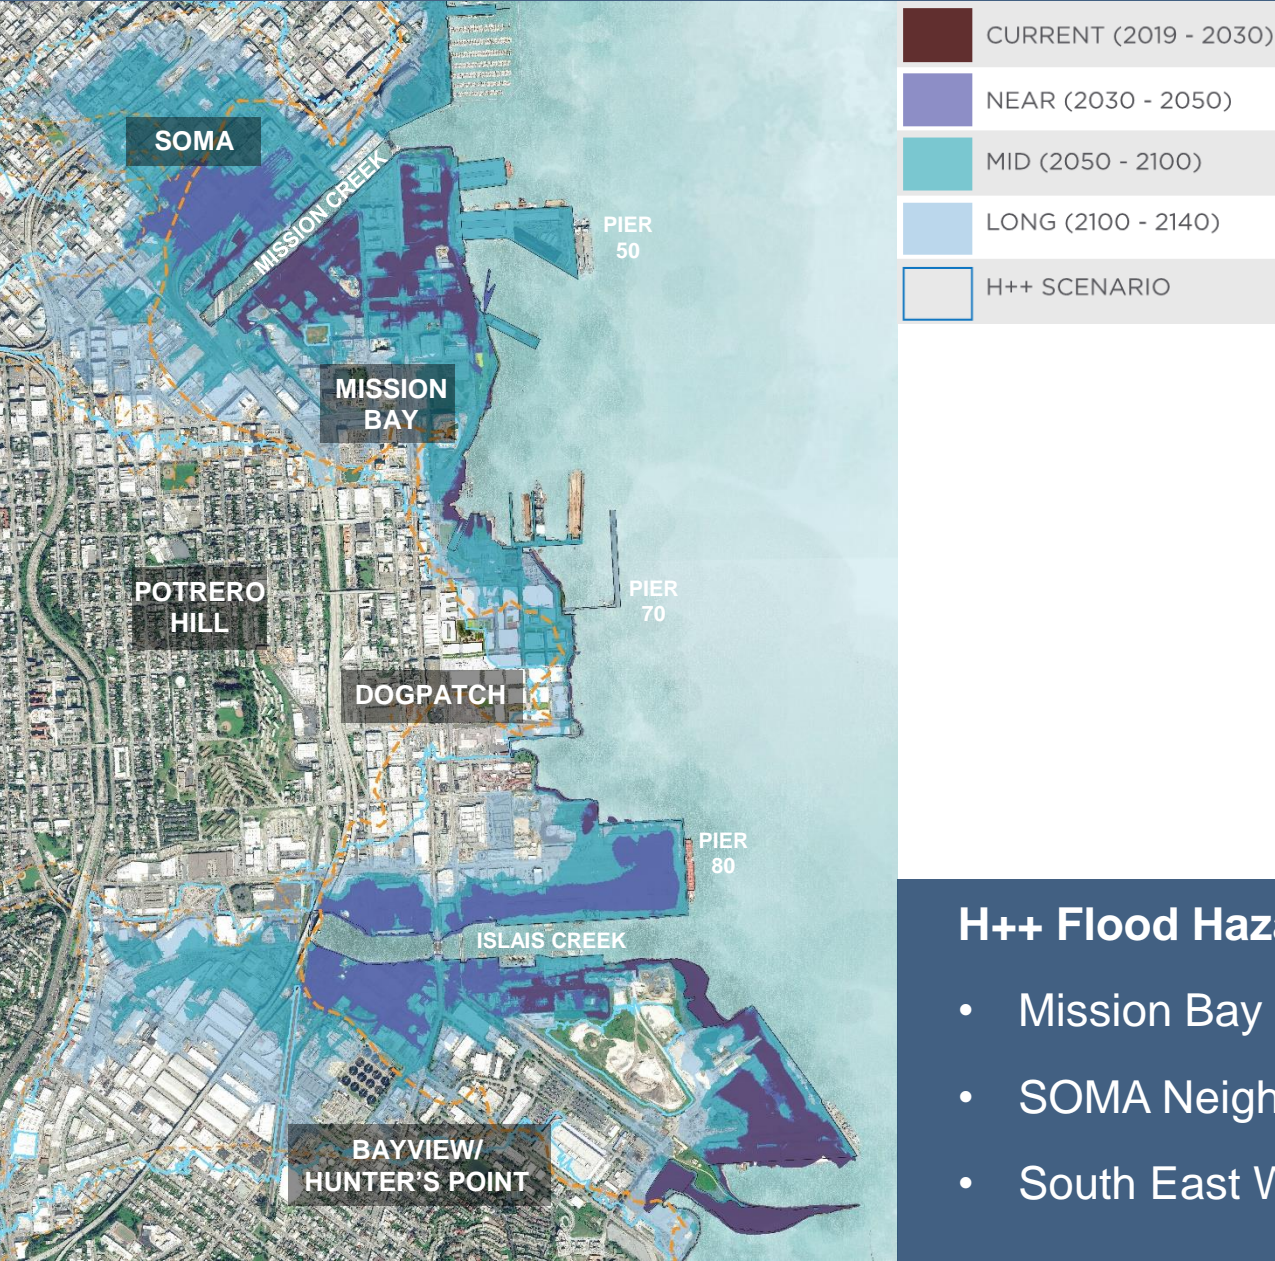 CURRENT (2019 - 2030)
NEAR (2030 - 2050)
MID (2050 - 2100)
LONG (2100 - 2140)
H++ SCENARIO
SOMA
MISSION CREEK
PIER
50
MISSION
BAY
POTRERO
HILL
PIER
70
DOGPATCH
PIER
80
ISLAIS CREEK
BAYVIEW/
HUNTER'S POINT
H++ Flood Haza
• Mission Bay
• SOMA Neigh
• South East W